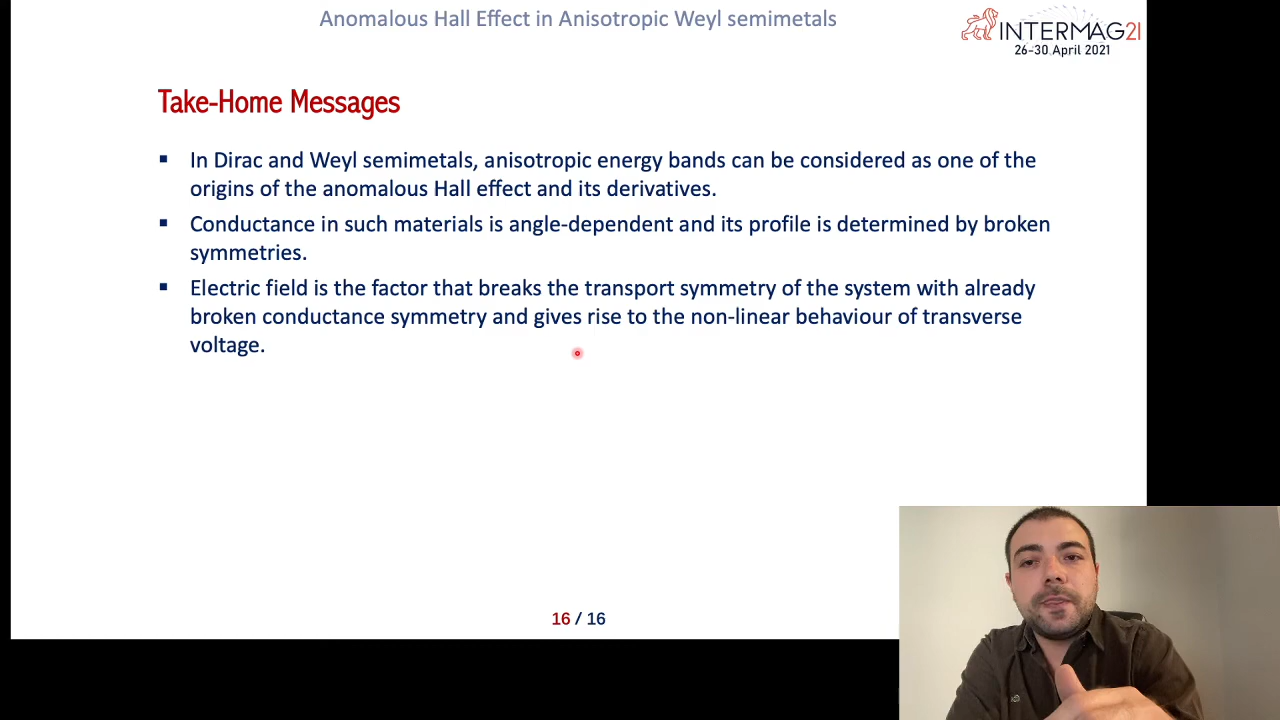 Anomalous Hall Effect in Anisotropic Weyl semimetals
INTERMAG21
26-30 April 2021
Take-Home Messages
▪ In Dirac and Weyl semimetals, anisotropic energy bands can be considered as one of the
origins of the anomalous Hall effect and its derivatives.
▪ Conductance in such materials is angle-dependent and its profile is determined by broken
symmetries.
▪ Electric field is the factor that breaks the transport symmetry of the system with already
broken conductance symmetry and gives rise to the non-linear behaviour of transverse
voltage.
16 / 16